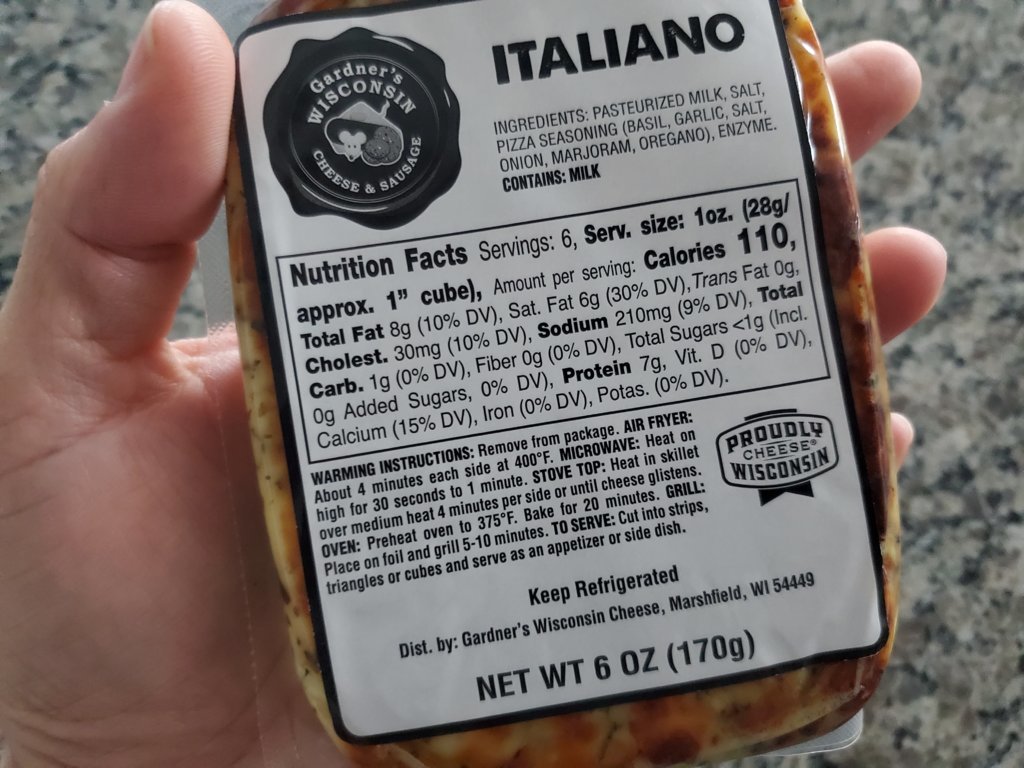 Gardner's
WISCONSIN
CHEESE & SAUSAGE
ITALIANO
INGREDIENTS: PASTEURIZED MILK, SALT,
PIZZA SEASONING (BASIL, GARLIC, SALT,
ONION, MARJORAM, OREGANO), ENZYME.
CONTAINS: MILK
Nutrition Facts Servings: 6, Serv. size: 1oz. (28g/
approx. 1" cube), Amount per serving: Calories 110,
Total Fat 8g (10% DV), Sat. Fat 6g (30% DV), Trans Fat 0g,
Cholest. 30mg (10% DV), Sodium 210mg (9% DV), Total
Carb. 1g (0% DV), Fiber 0g (0% DV), Total Sugars <1g (Incl.
0g Added Sugars, 0% DV), Protein 7g, Vit. D (0% DV),
Calcium (15% DV), Iron (0% DV), Potas. (0% DV).
WARMING INSTRUCTIONS: Remove from package. AIR FRYER:
About 4 minutes each side at 400°F. MICROWAVE: Heat on
high for 30 seconds to 1 minute. STOVE TOP: Heat in skillet
over medium heat 4 minutes per side or until cheese glistens.
OVEN: Preheat oven to 375°F. Bake for 20 minutes. GRILL:
Place on foil and grill 5-10 minutes. TO SERVE: Cut into strips,
triangles or cubes and serve as an appetizer or side dish.
PROUDLY
WISCONSIN
CHEESE®
Keep Refrigerated
Dist. by: Gardner's Wisconsin Cheese, Marshfield, WI 54449
NET WT 6 OZ (170g)